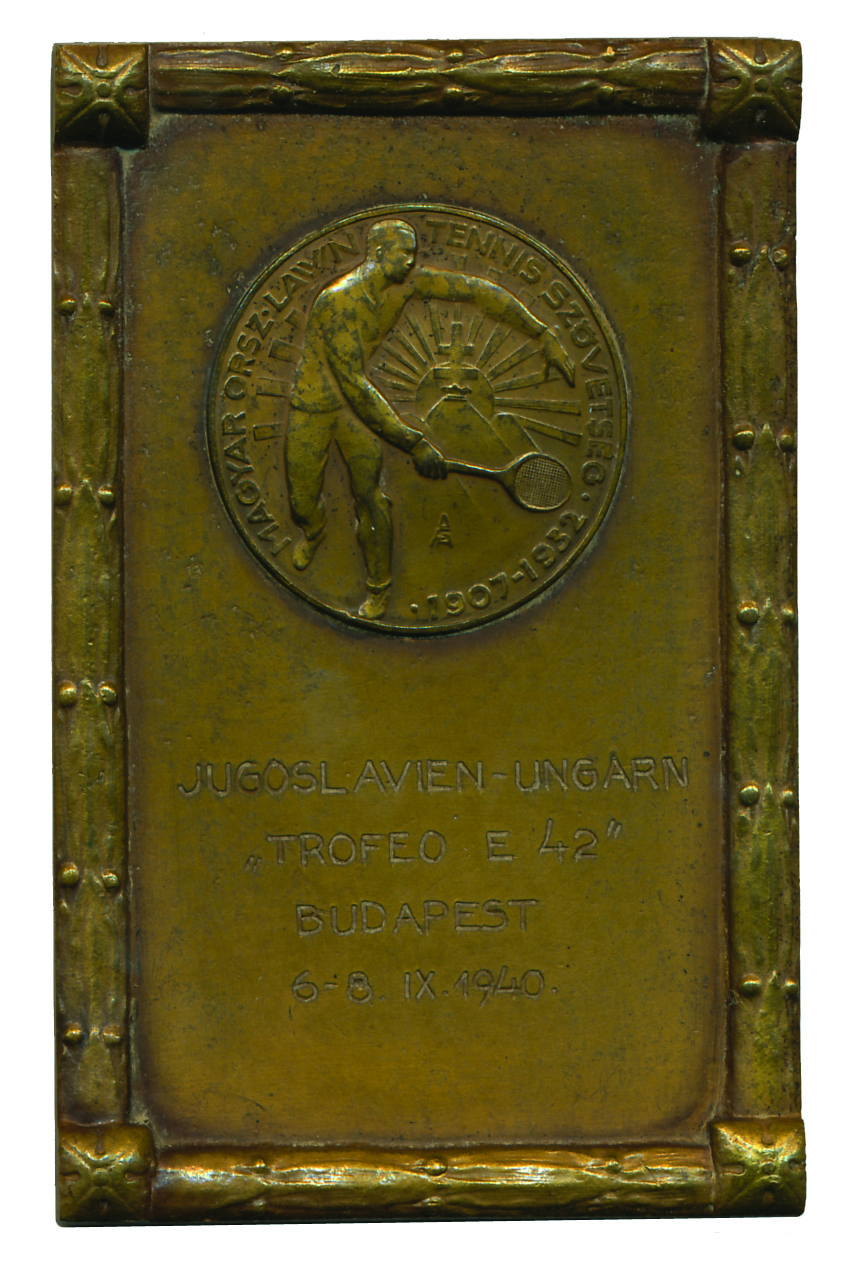 MAGYAR ORSZ. LAWN TENNIS SZÖVETSÉG
· 1907-1932 ·
JUGOSLAVIEN-UNGARN
„TROFEO E 42”
BUDAPEST
6-8. IX. 1940.